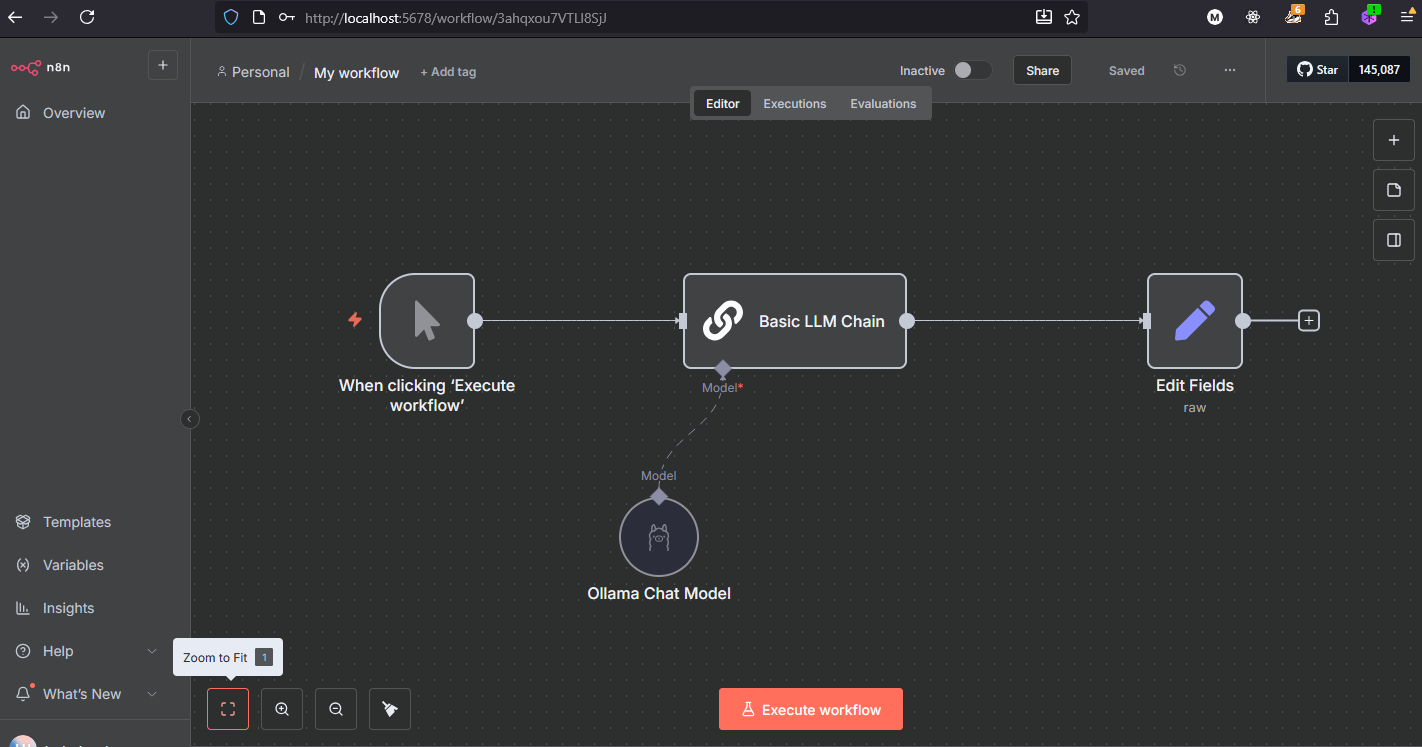 http://localhost:5678/workflow/3ahqxou7VTLl8SjJ
M
6
!
n8n
+
Personal / My workflow + Add tag
Inactive
Share
Saved
...
Star 145,087
Editor Executions Evaluations
Overview
Basic LLM Chain
When clicking ‘Execute
workflow’
Model*
Edit Fields
raw
Model
Ollama Chat Model
Templates
Variables
Insights
Help
What’s New
Zoom to Fit 1
Execute workflow